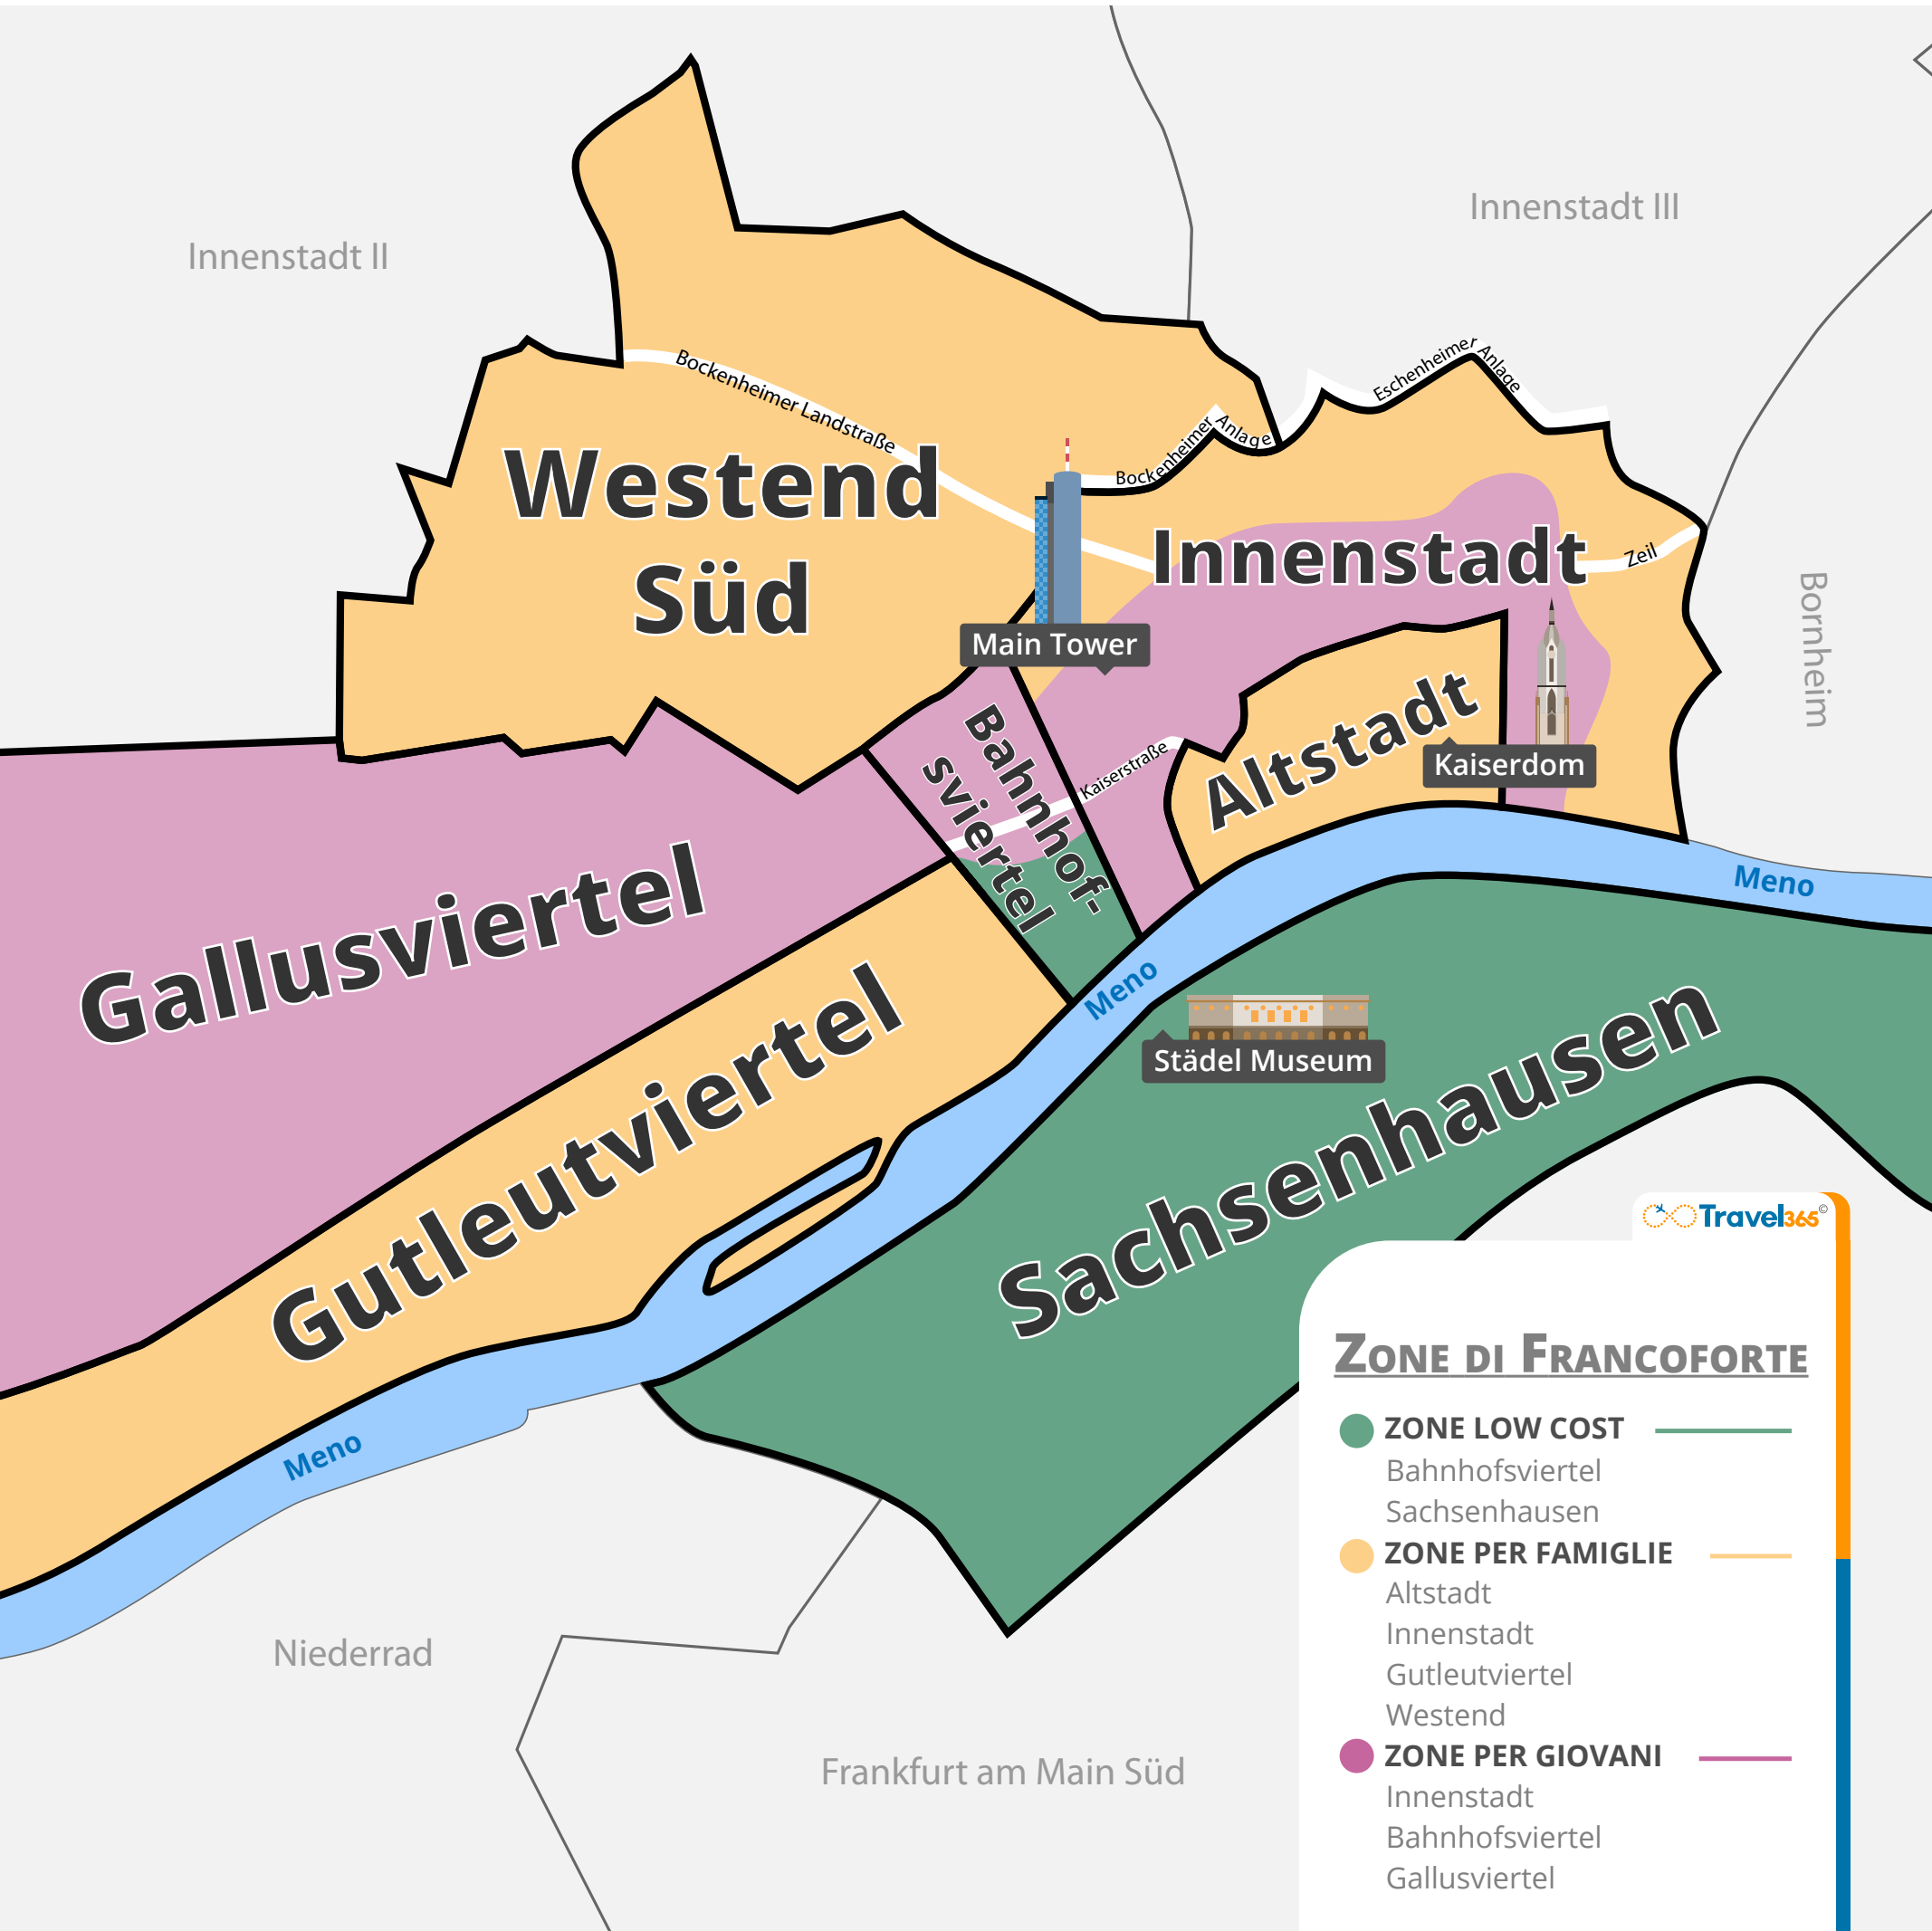 Innenstadt II
Innenstadt III
Bockenheimer Landstraße
Eschenheimer Anlage
Bockenheimer Anlage
Westend
Süd
Innenstadt
Zeil
Bornheim
Main Tower
Altstadt
Kaiserdom
Bahnhof-
sviertel
Kaiserstraße
Meno
Gallusviertel
Meno
Städel Museum
Gutleutviertel
Sachsenhausen
Meno
Niederrad
Frankfurt am Main Süd
Travel365©
ZONE DI FRANCOFORTE
ZONE LOW COST
Bahnhofsviertel
Sachsenhausen
ZONE PER FAMIGLIE
Altstadt
Innenstadt
Gutleutviertel
Westend
ZONE PER GIOVANI
Innenstadt
Bahnhofsviertel
Gallusviertel